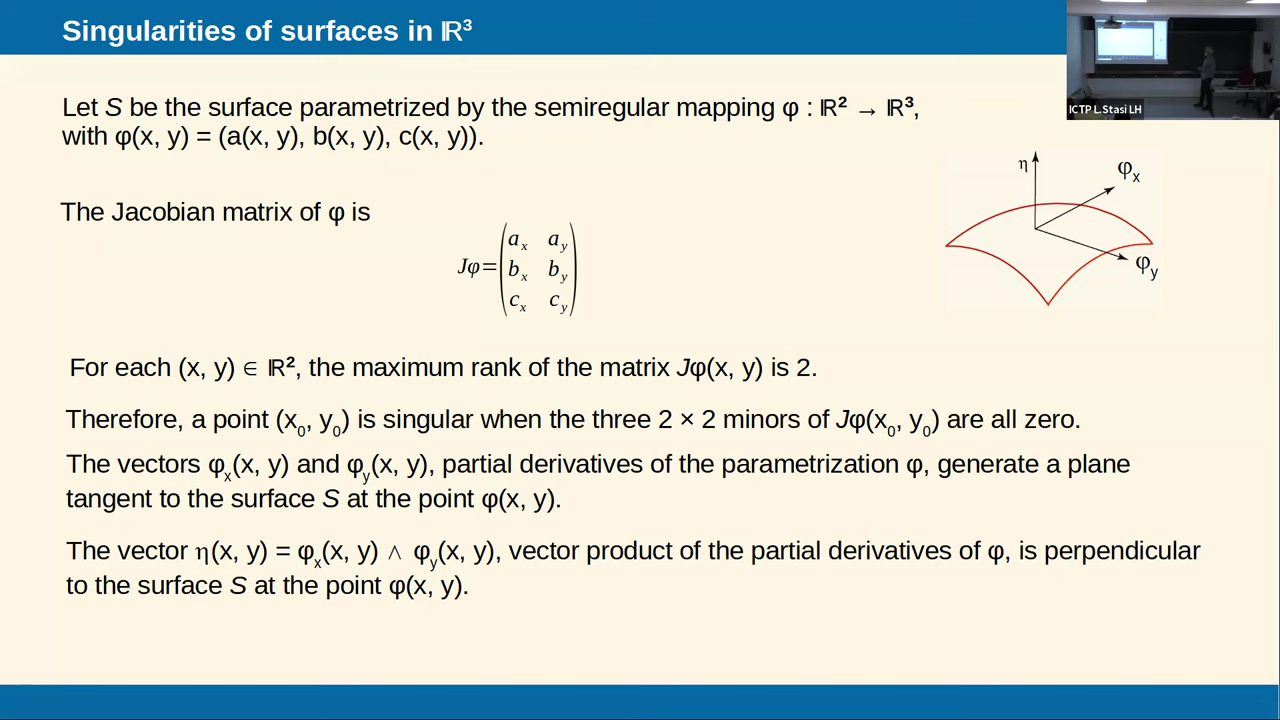 Singularities of surfaces in ℝ³
ICTP L.Stasi LH
Let S be the surface parametrized by the semiregular mapping φ : ℝ² → ℝ³,
with φ(x, y) = (a(x, y), b(x, y), c(x, y)).
η
φₓ
φ_y
The Jacobian matrix of φ is
Jφ=(a_x a_y
b_x b_y
c_x c_y)
For each (x, y) ∈ ℝ², the maximum rank of the matrix Jφ(x, y) is 2.
Therefore, a point (x₀, y₀) is singular when the three 2 × 2 minors of Jφ(x₀, y₀) are all zero.
The vectors φₓ(x, y) and φ_y(x, y), partial derivatives of the parametrization φ, generate a plane
tangent to the surface S at the point φ(x, y).
The vector η(x, y) = φₓ(x, y) ∧ φ_y(x, y), vector product of the partial derivatives of φ, is perpendicular
to the surface S at the point φ(x, y).